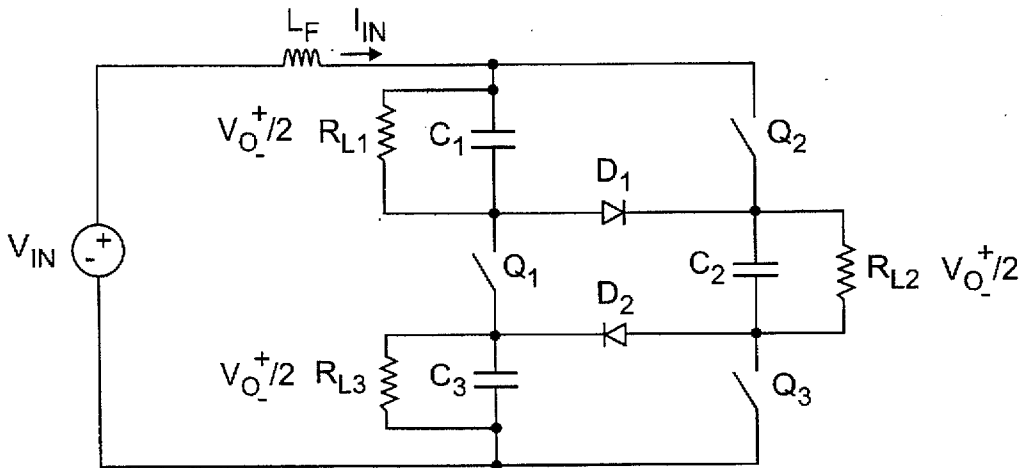 L_F I_IN
V_O+/2 R_L1 C_1 Q_2
D_1
V_IN + - Q_1 C_2 R_L2 V_O+/2
-
D_2
V_O+/2 R_L3 C_3 Q_3
-